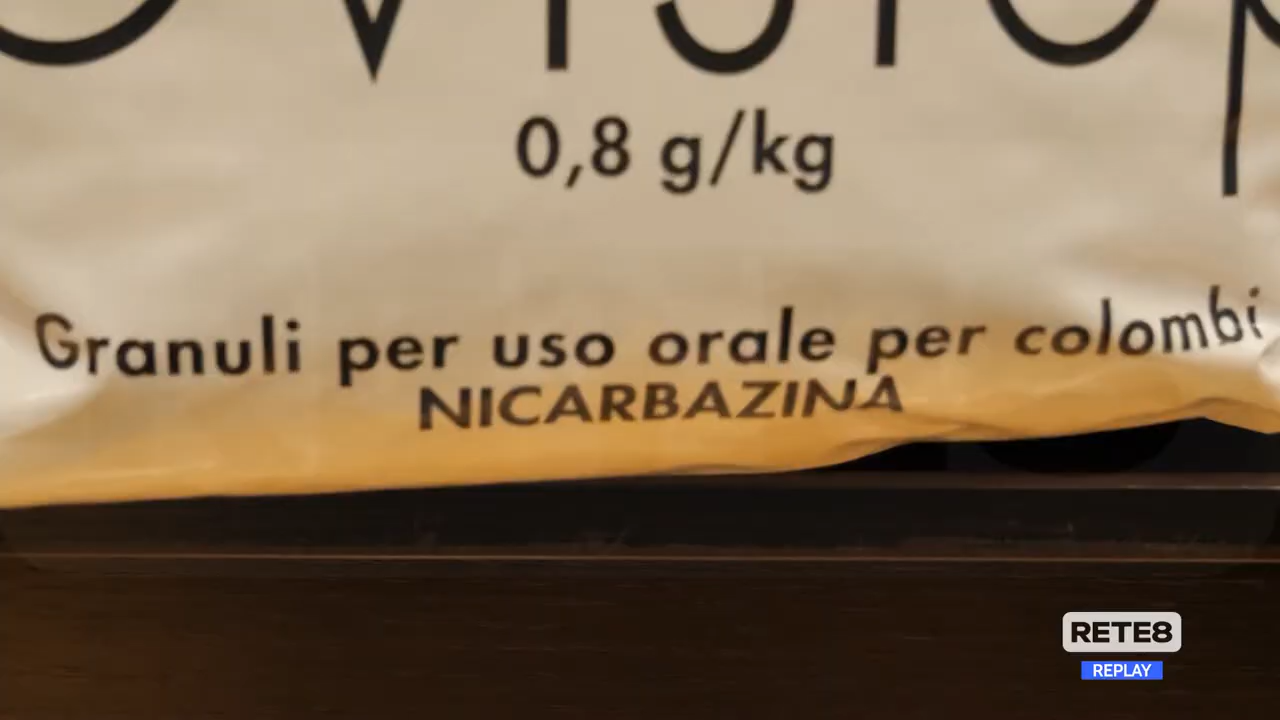 0,8 g/kg
Granuli per uso orale per colombi
NICARBAZINA
RETE8
REPLAY